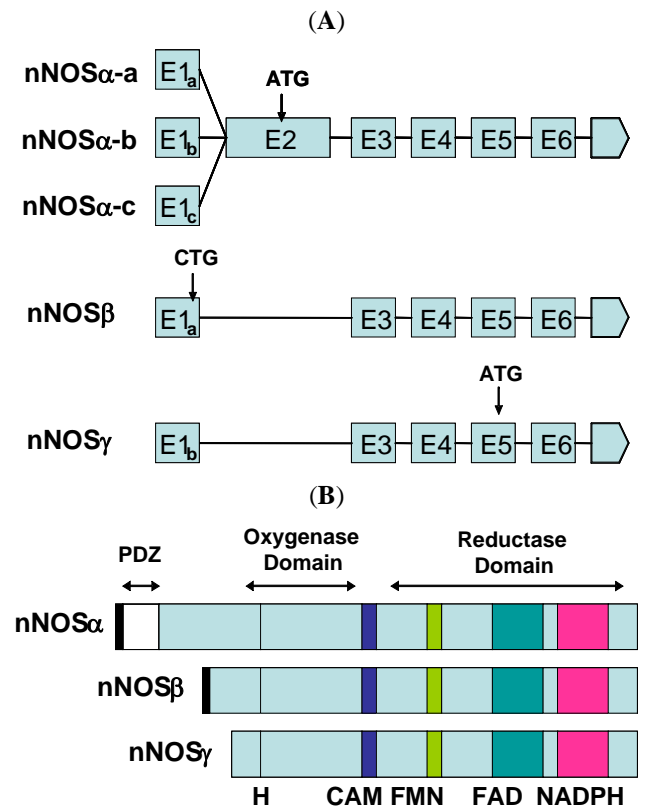 (A)
nNOSα-a E1a
ATG
nNOSα-b E1b E2 E3 E4 E5 E6
nNOSα-c E1c
CTG
nNOSβ E1a E3 E4 E5 E6
ATG
nNOSγ E1b E3 E4 E5 E6
(B)
PDZ Oxygenase Domain Reductase Domain
nNOSα
nNOSβ
nNOSγ
H CAM FMN FAD NADPH